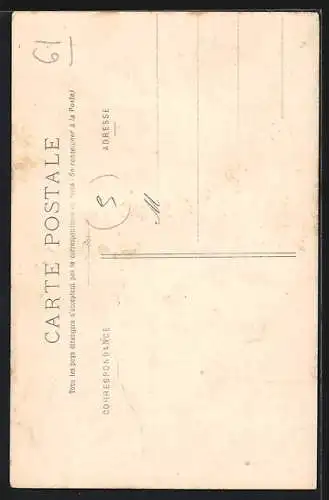 61
CARTE POSTALE
Tous les pays étrangers n'acceptent pas la correspondance au recto (Se renseigner à la Poste)
S
CORRESPONDANCE
ADRESSE
M